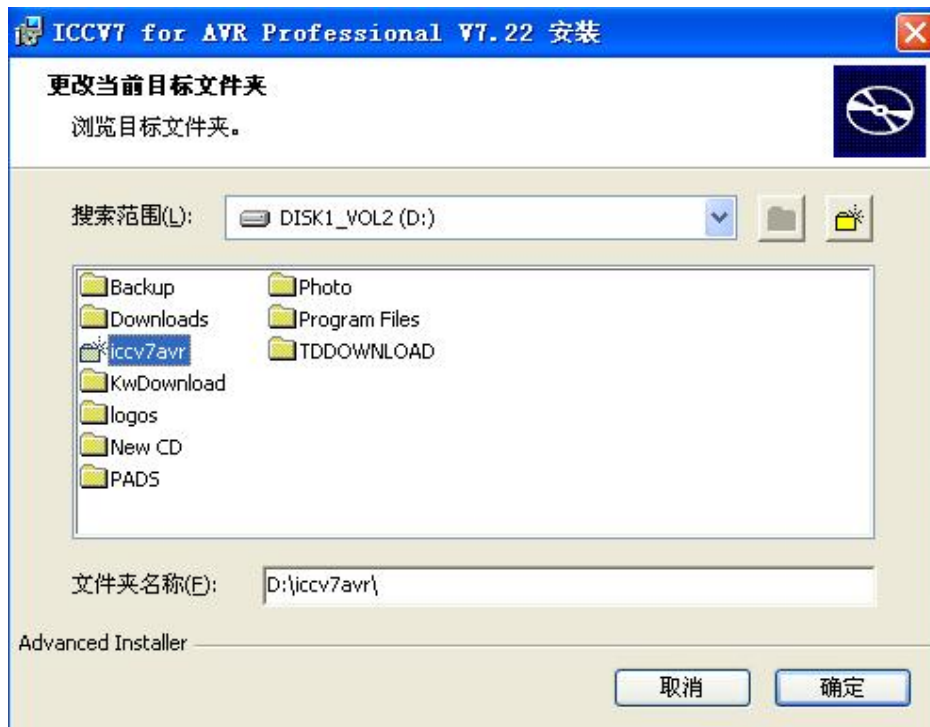 ICCV7 for AVR Professional V7.22 安装
更改当前目标文件夹
浏览目标文件夹。
搜索范围(L): DISK1_VOL2 (D:)
Backup
Downloads
iccv7avr
KwDownload
logos
New CD
PADS
Photo
Program Files
TDDOWNLOAD
文件夹名称(F): D:\iccv7avr\
Advanced Installer
取消 确定